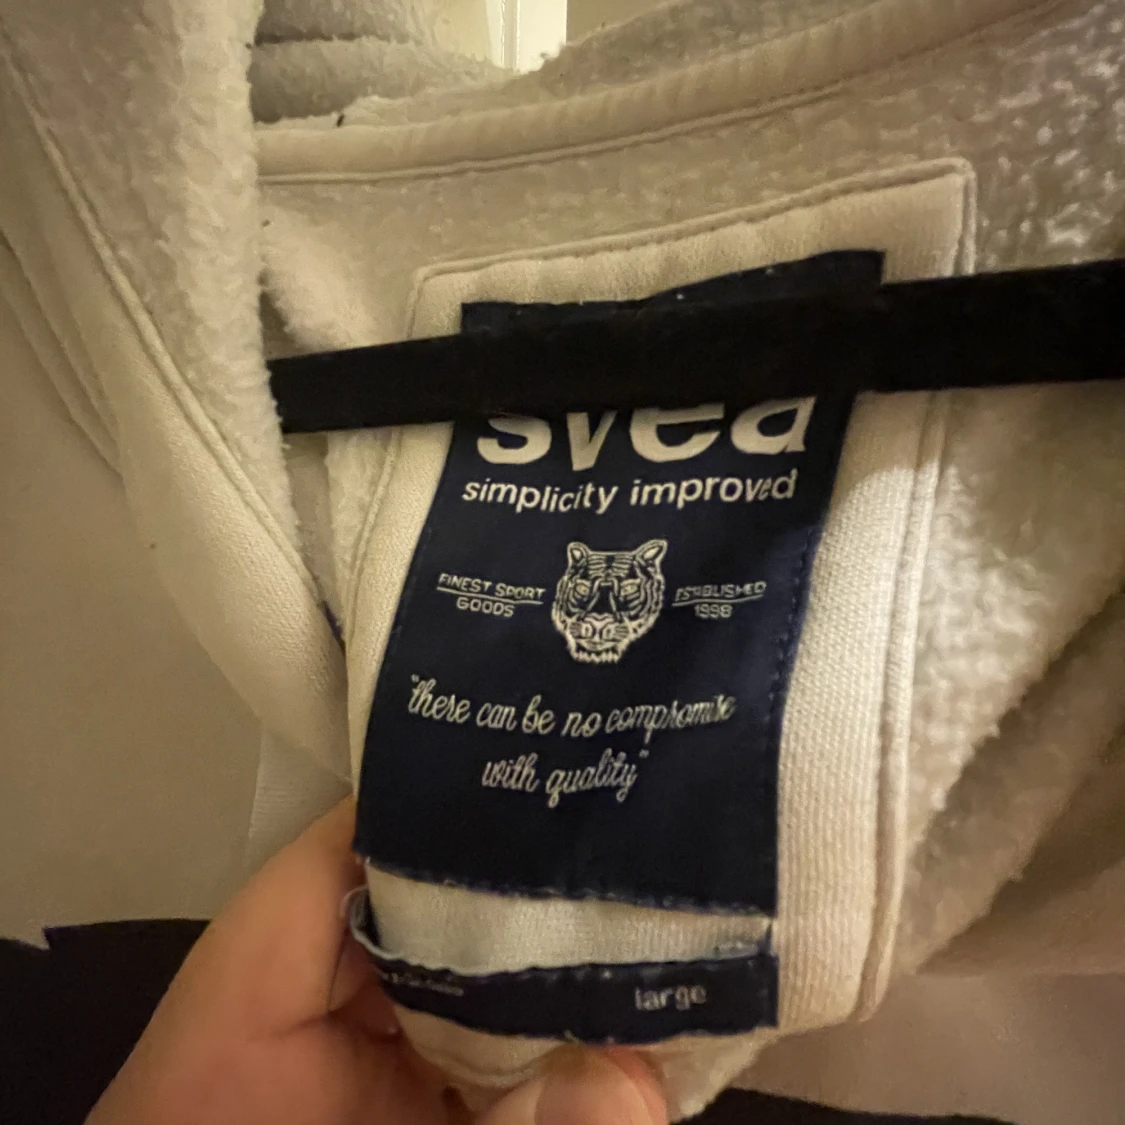 svea
simplicity improved
FINEST SPORT
GOODS
ESTABLISHED
1998
"there can be no compromise
with quality"
large